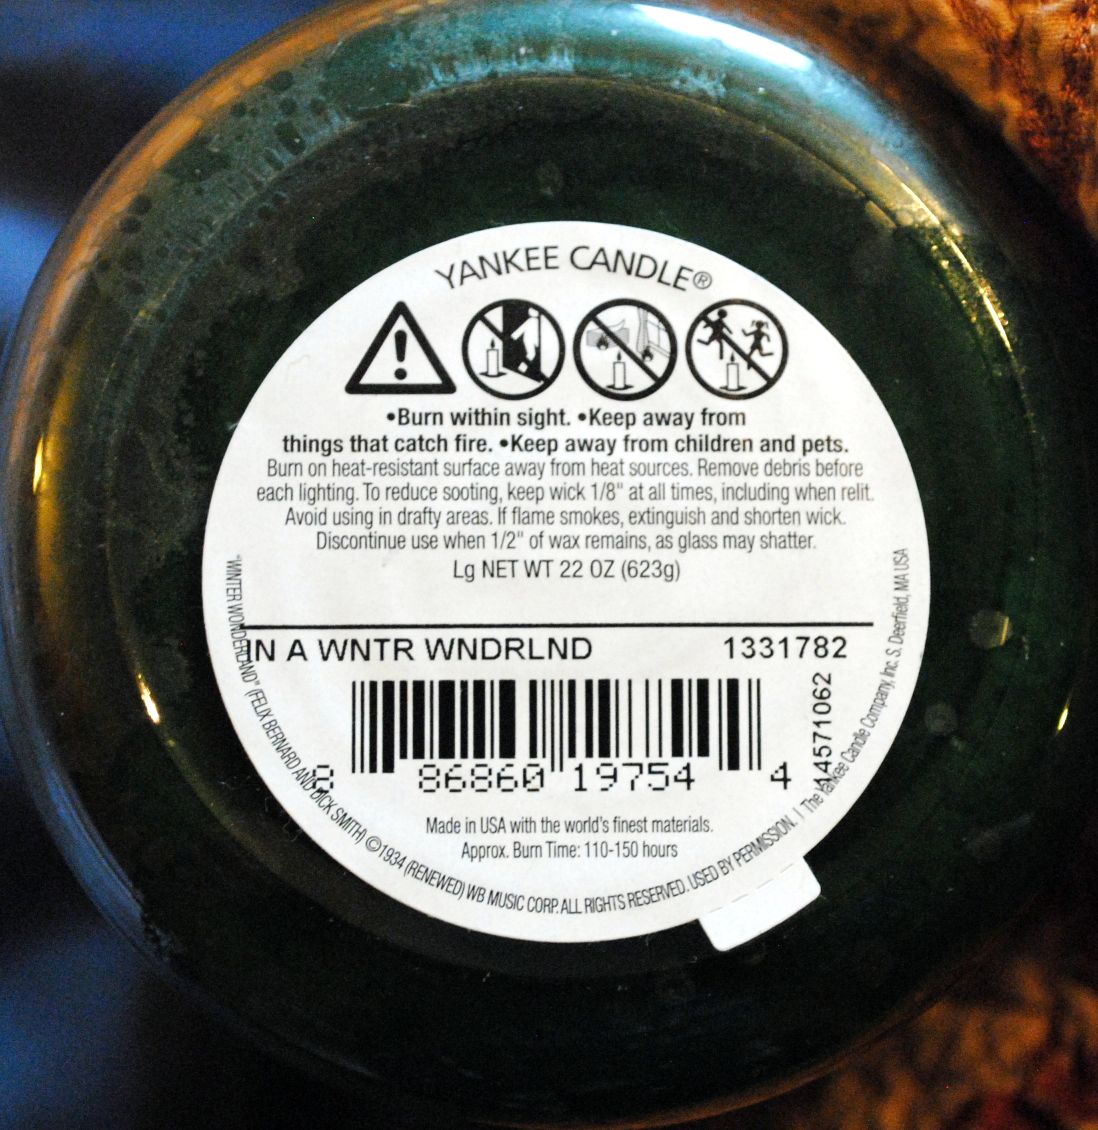 YANKEE CANDLE®
•Burn within sight. •Keep away from
things that catch fire. •Keep away from children and pets.
Burn on heat-resistant surface away from heat sources. Remove debris before
each lighting. To reduce sooting, keep wick 1/8" at all times, including when relit.
Avoid using in drafty areas. If flame smokes, extinguish and shorten wick.
Discontinue use when 1/2" of wax remains, as glass may shatter.
Lg NET WT 22 OZ (623g)
IN A WNTR WNDRLND 1331782
8 86860 19754 4
A4571062
Made in USA with the world's finest materials.
Approx. Burn Time: 110-150 hours
"WINTER WONDERLAND" (FELIX BERNARD AND DICK SMITH) ©1934 (RENEWED) WB MUSIC CORP. ALL RIGHTS RESERVED. USED BY PERMISSION. | The Yankee Candle Company, Inc. S. Deerfield, MA USA